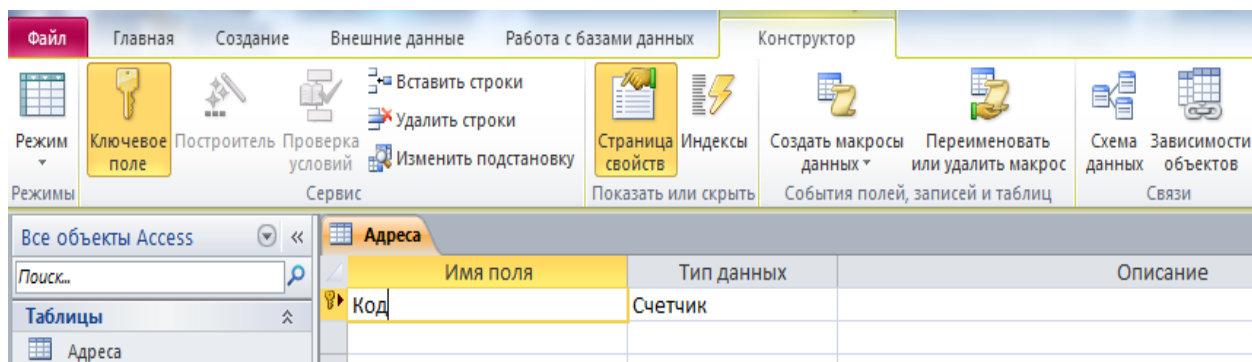 Файл Главная Создание Внешние данные Работа с базами данных Конструктор
Режим
Ключевое поле
Построитель
Проверка условий
Вставить строки
Удалить строки
Изменить подстановку
Страница свойств
Индексы
Создать макросы данных
Переименовать или удалить макрос
Схема данных
Зависимости объектов
Режимы Сервис Показать или скрыть События полей, записей и таблиц Связи
Все объекты Access
Поиск...
Таблицы
Адреса
Адреса
Имя поля Тип данных Описание
Код Счетчик